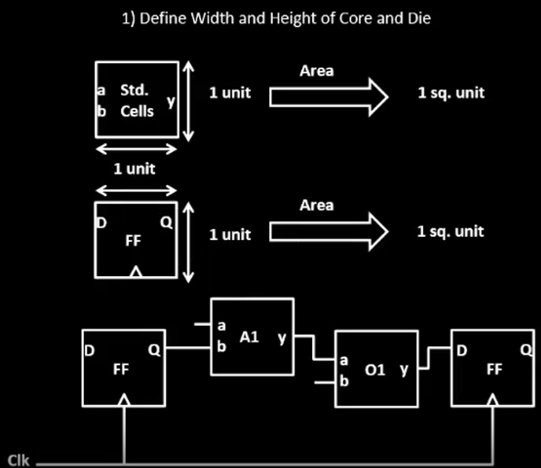 1) Define Width and Height of Core and Die
Area
a Std. y
b Cells
1 unit
1 sq. unit
1 unit
Area
D Q
FF
1 unit
1 sq. unit
a
b A1 y
D Q
FF
a
b O1 y
D Q
FF
Clk